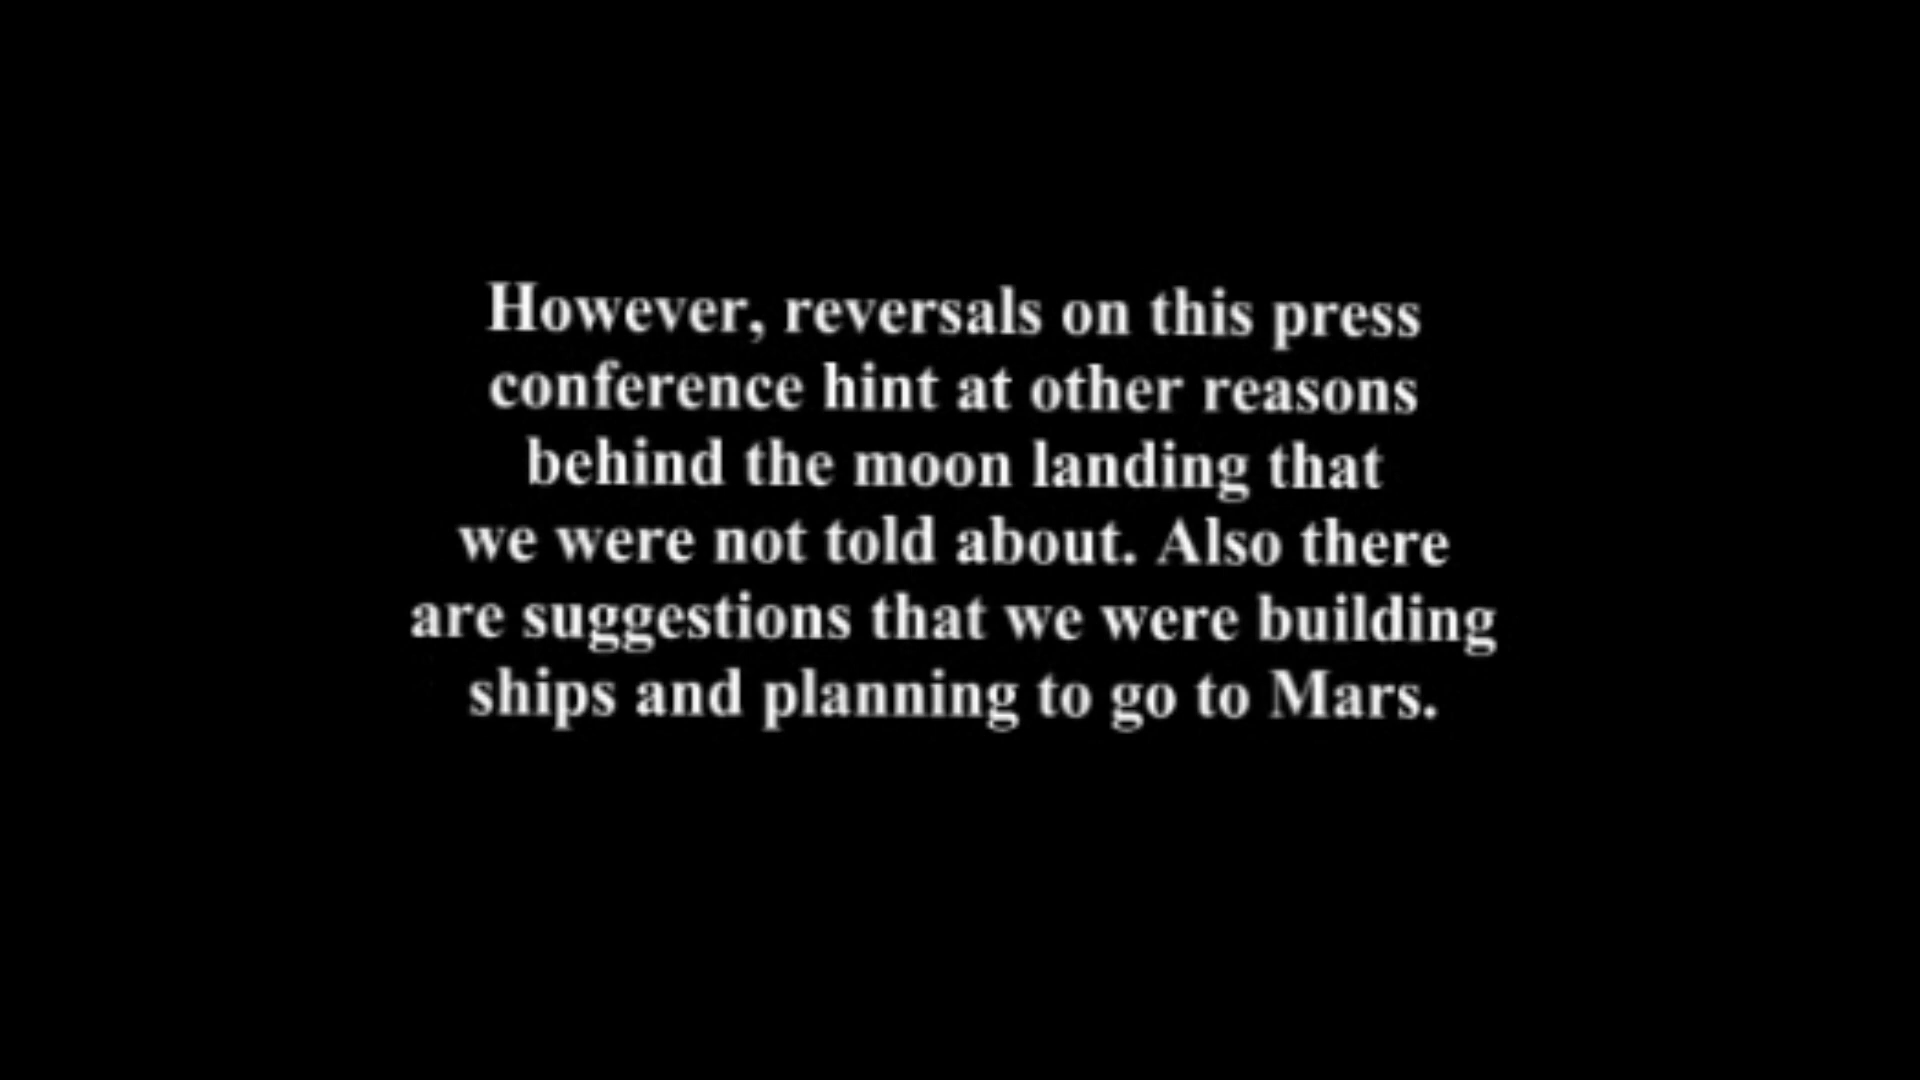 However, reversals on this press
conference hint at other reasons
behind the moon landing that
we were not told about. Also there
are suggestions that we were building
ships and planning to go to Mars.